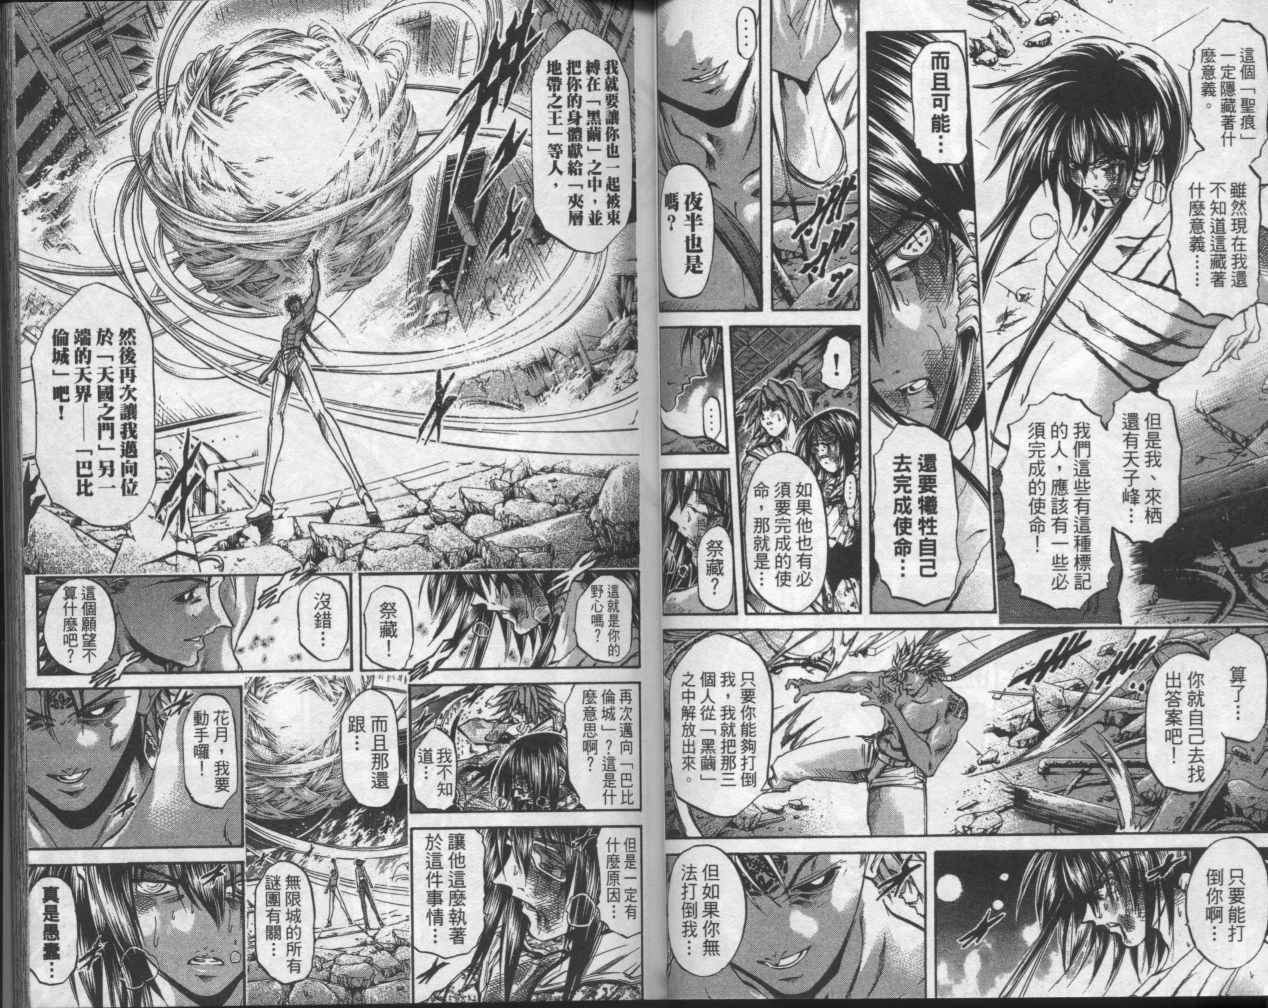 這個「聖痕」
一定隱藏著什
麼意義。
雖然現在我還
不知道這藏著
什麼意義……
但是我、來栖
還有天子峰…
我們這些有這種標記
的人，應該有一些必
須完成的使命！
而且可能…
還要犧牲自己
去完成使命…
…
夜半也是
嗎？
！
…
如果他也有必
須要完成的使
命，那就是…
…
祭藏？
算了…
你就自己去找
出答案吧！
只要你能夠打倒
我，我就把那三
個人從「黑繭」
之中解放出來。
只要能打
倒你啊…
但如果你無
法打倒我…
我就要讓你也一起被束
縛在「黑繭」之中，並
把你的身體獻給「夾層
地帶之王」等人，
然後再次讓我邁向位
於「天國之門」另一
端的天界——「巴比
倫城」吧！
這就是你的
野心嗎？
祭藏！
沒錯…
這個願望不
算什麼吧？
再次邁向「巴比
倫城」？這是什
麼意思啊？
我不知
道…
但是一定有
什麼原因…
讓他這麼執著
於這件事情…
而且那還
跟…
無限城的所有
謎團有關…
花月，我要
動手囉！
真是愚蠢…